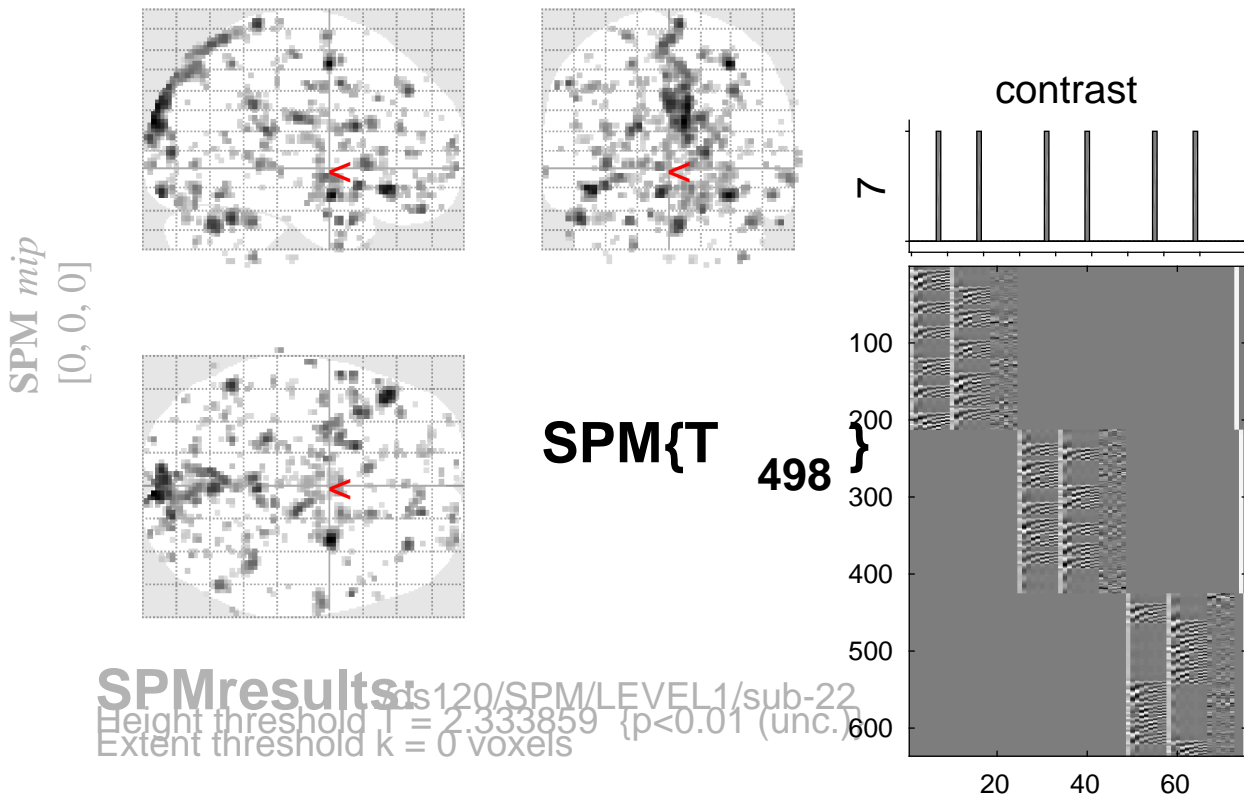 SPM mip
[0, 0, 0]
<
<
<
SPM{T 498 }
contrast
7
100
200
300
400
500
600
20 40 60
SPMresults: /ds120/SPM/LEVEL1/sub-22
Height threshold T = 2.333859 {p<0.01 (unc.)}
Extent threshold k = 0 voxels